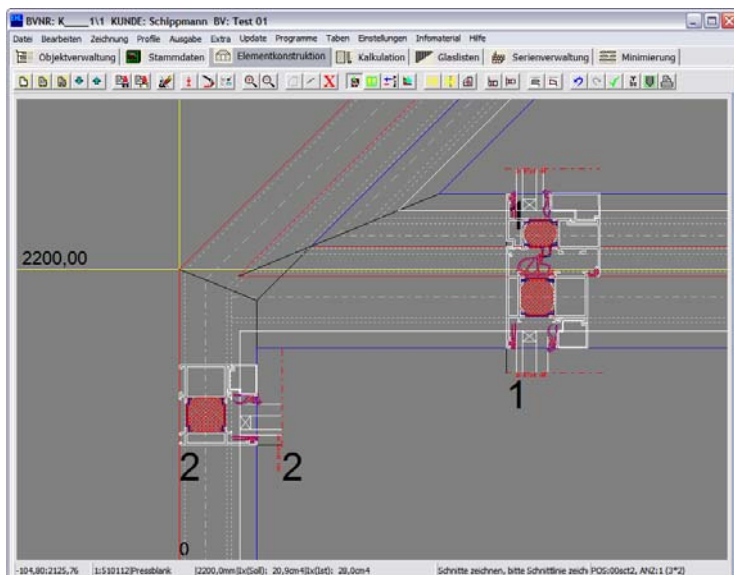 BVNR: K____1\1 KUNDE: Schippmann BV: Test 01
Datei Bearbeiten Zeichnung Profile Ausgabe Extra Update Programme Taben Einstellungen Infomaterial Hilfe
Objektverwaltung Stammdaten Elementkonstruktion Kalkulation Glaslisten Serienverwaltung Minimierung
1
2200,00
1
2 2
0
-104,80:2125,76 1:510112Pressblank 2200,0mm Ix(Soll): 20,9cm4 Ix(Ist): 28,0cm4 Schnitte zeichnen, bitte Schnittlinie zeich POS:00sct2, ANZ:1 (3*2)